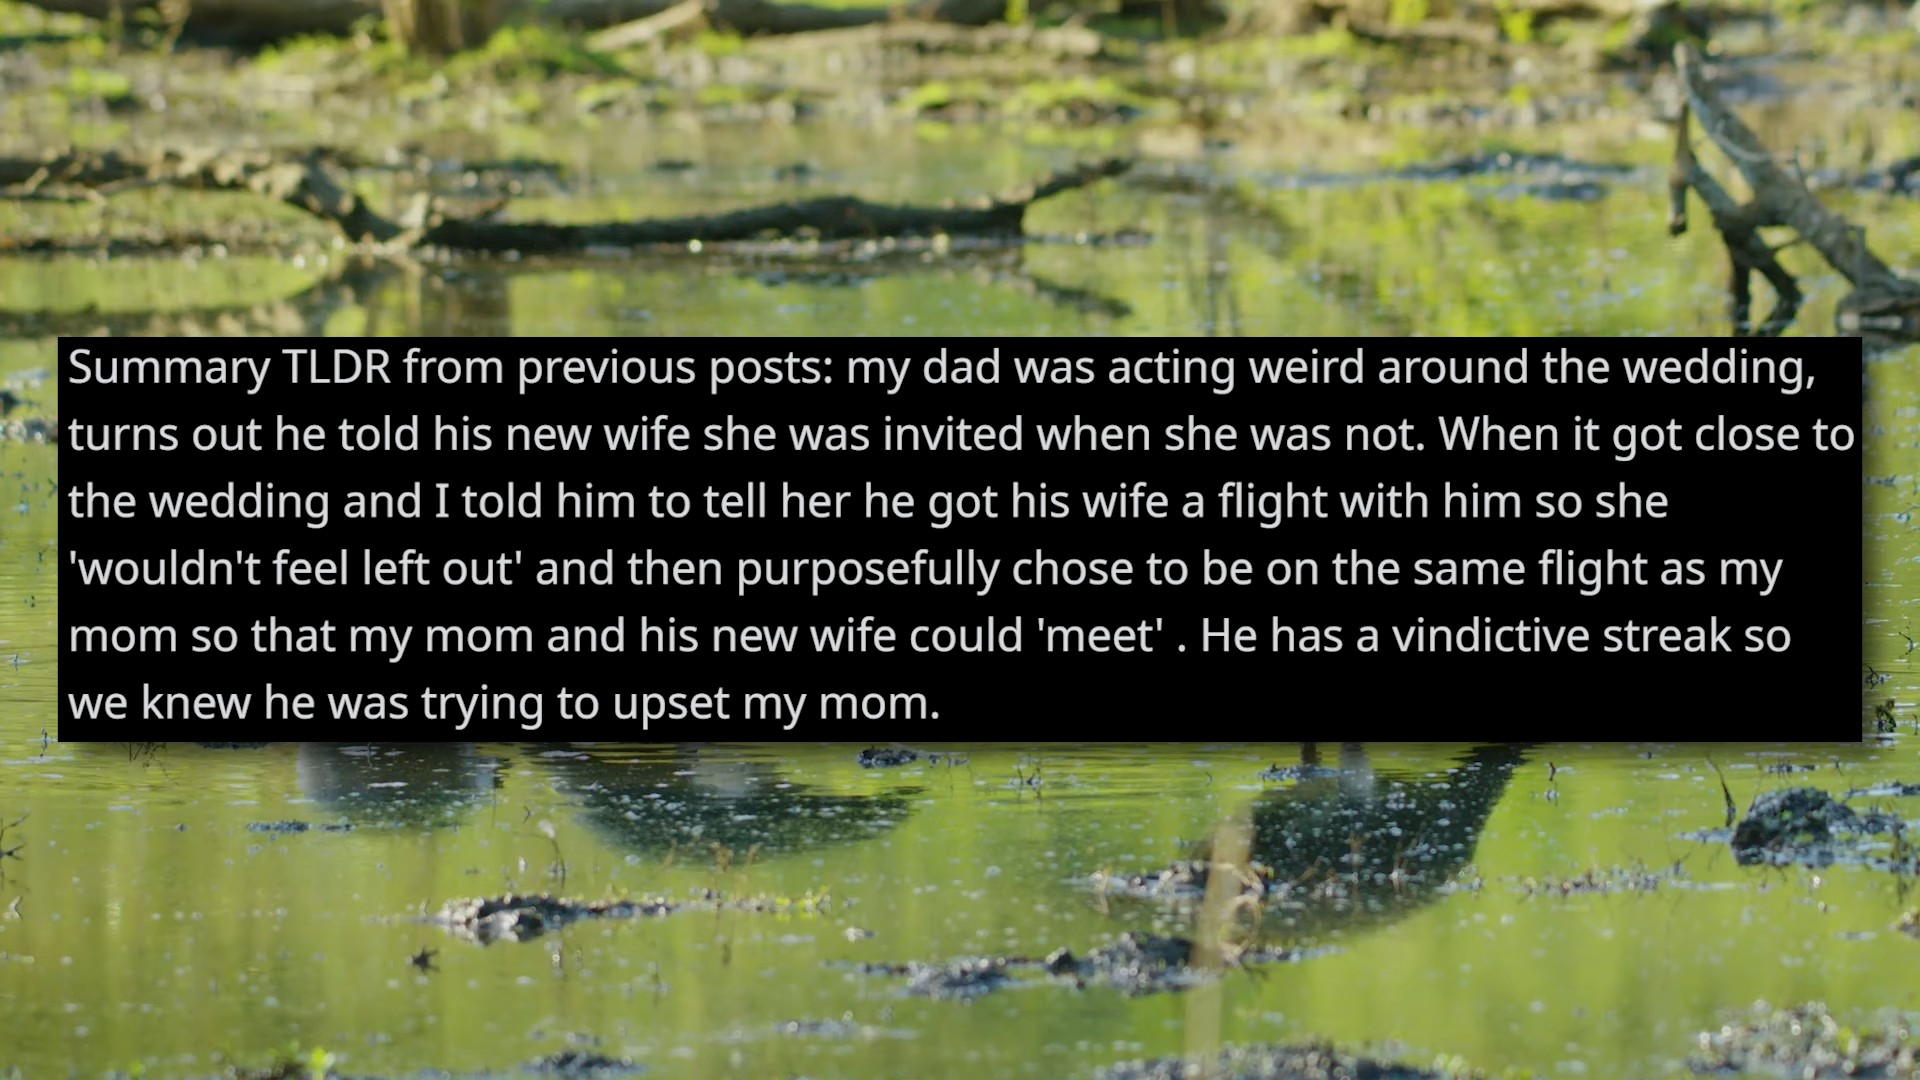 Summary TLDR from previous posts: my dad was acting weird around the wedding,
turns out he told his new wife she was invited when she was not. When it got close to
the wedding and I told him to tell her he got his wife a flight with him so she
'wouldn't feel left out' and then purposefully chose to be on the same flight as my
mom so that my mom and his new wife could 'meet' . He has a vindictive streak so
we knew he was trying to upset my mom.